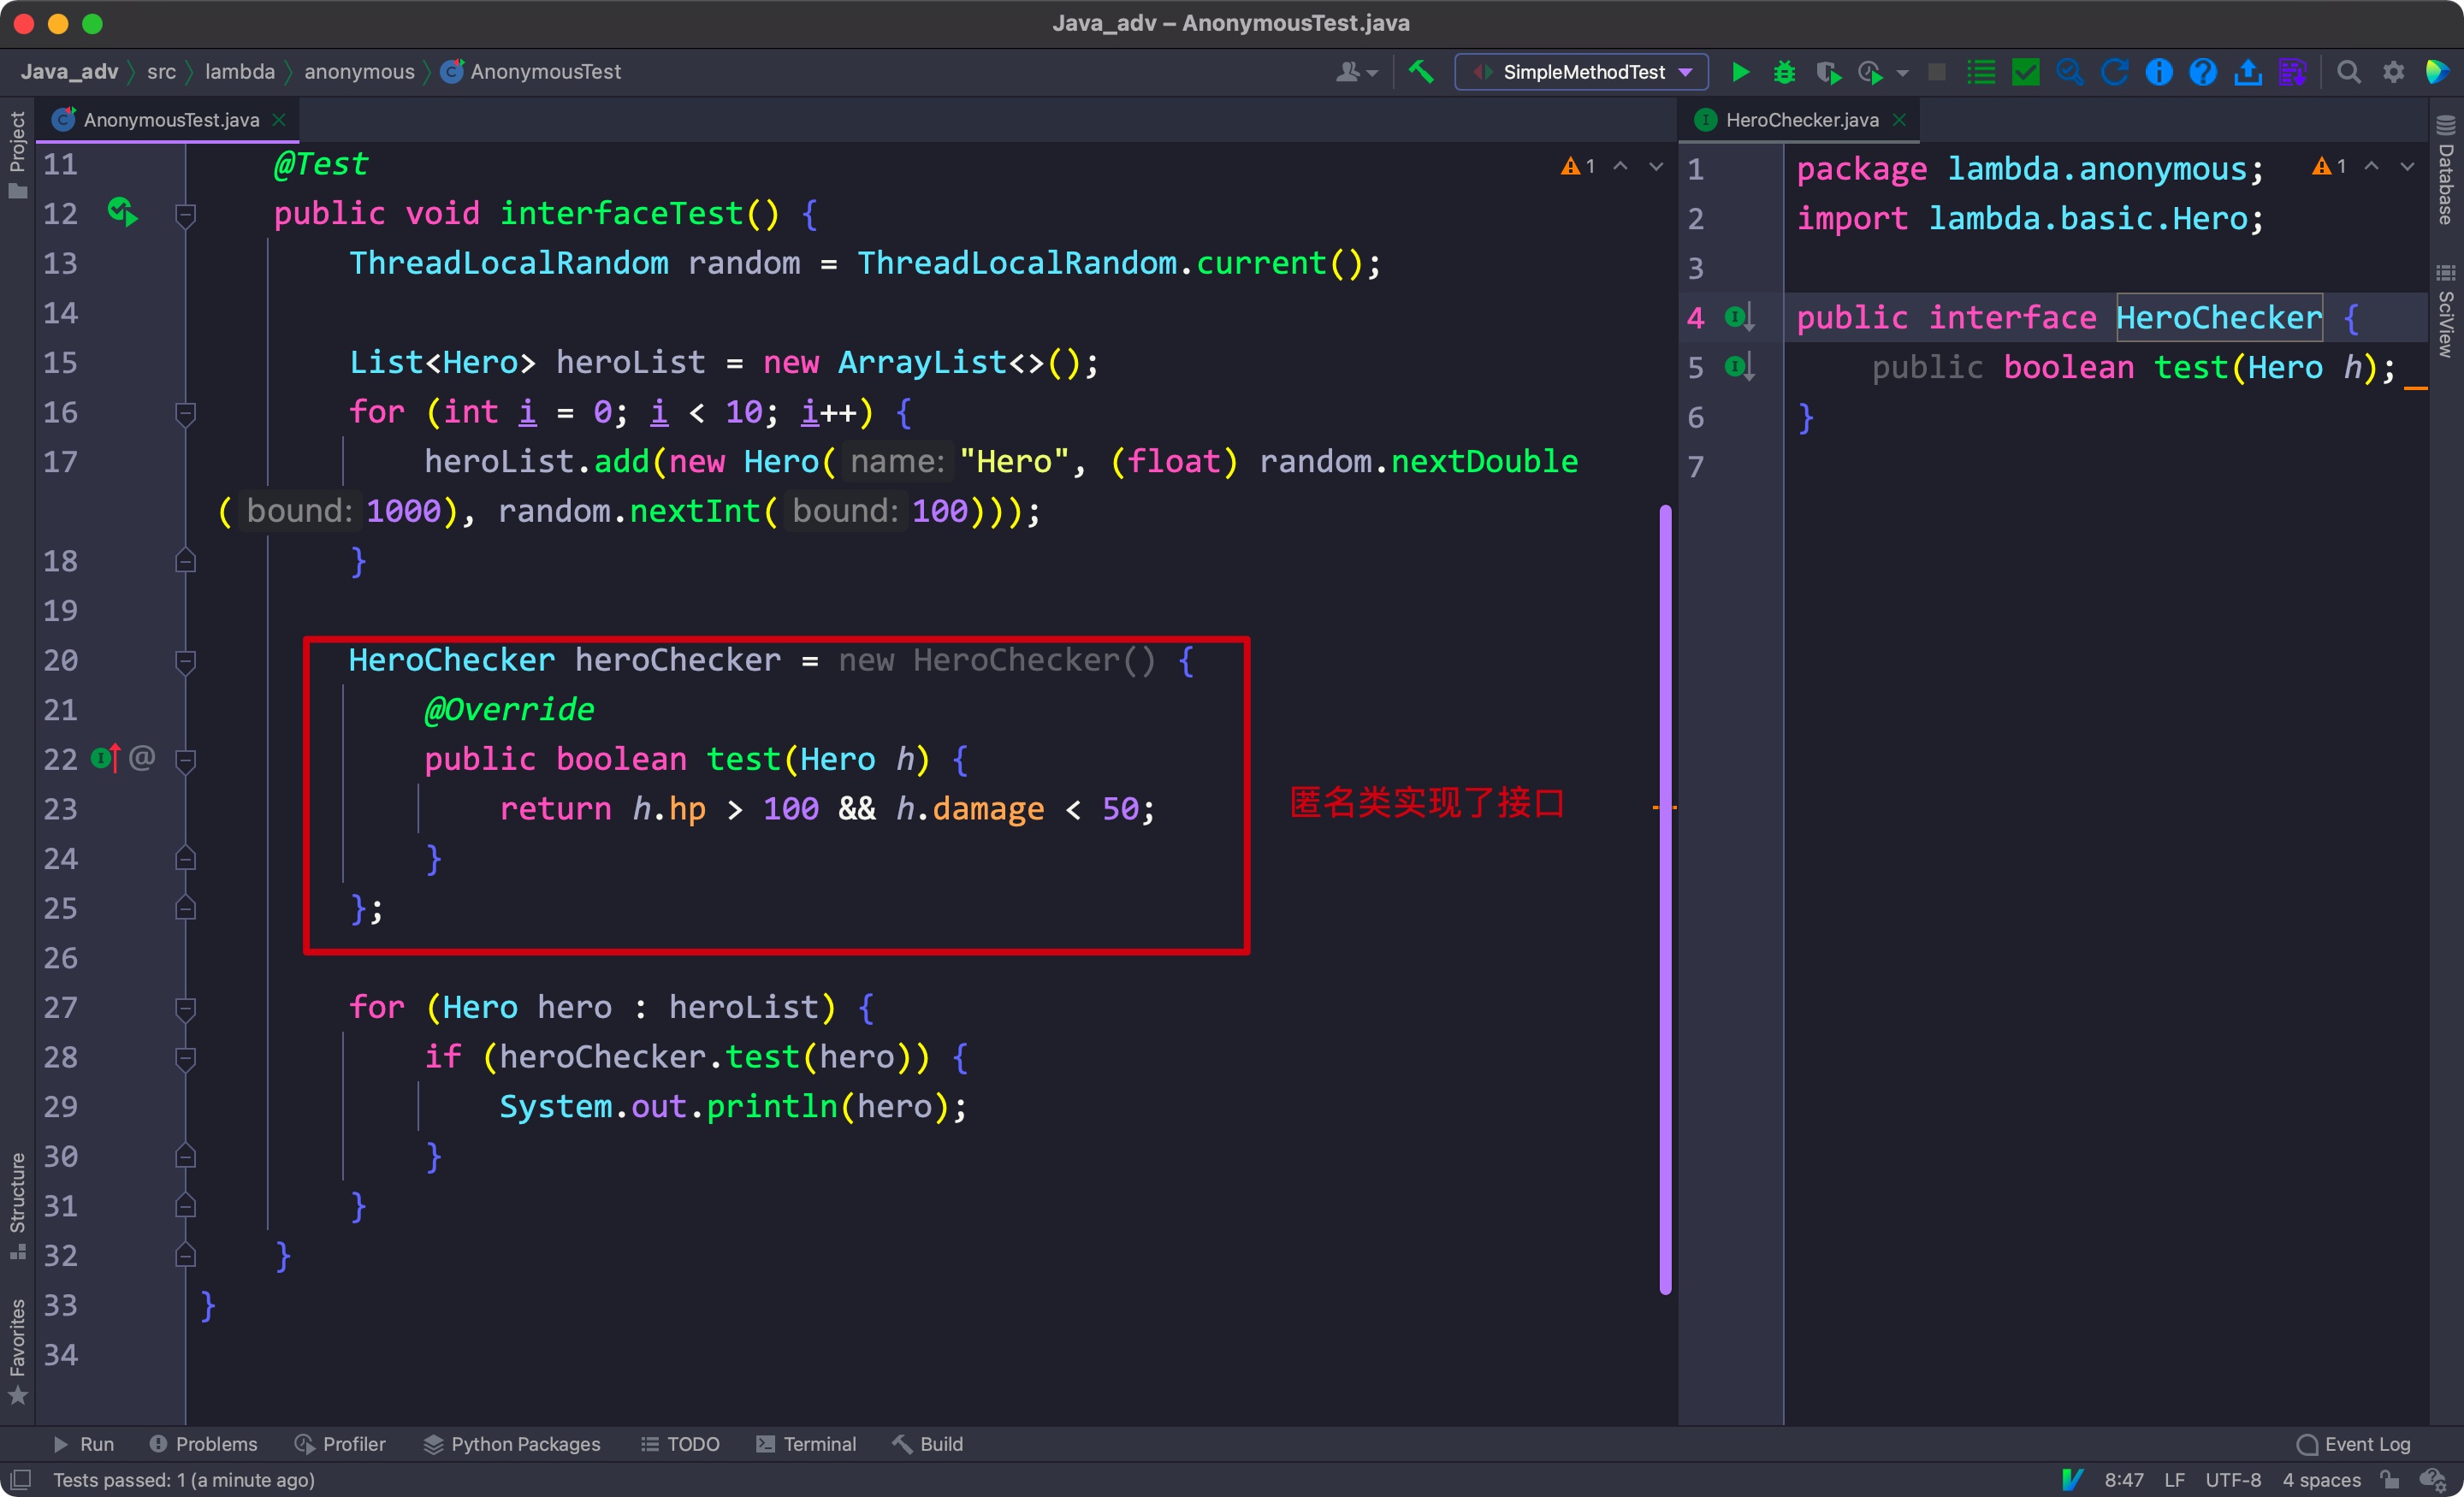 Java_adv – AnonymousTest.java
Java_adv src lambda anonymous AnonymousTest
SimpleMethodTest
Project
AnonymousTest.java
11 @Test
12 public void interfaceTest() {
13 ThreadLocalRandom random = ThreadLocalRandom.current();
14
15 List<Hero> heroList = new ArrayList<>();
16 for (int i = 0; i < 10; i++) {
17 heroList.add(new Hero( name: "Hero", (float) random.nextDouble
( bound: 1000), random.nextInt( bound: 100)));
18 }
19
20 HeroChecker heroChecker = new HeroChecker() {
21 @Override
22 public boolean test(Hero h) {
23 return h.hp > 100 && h.damage < 50;
24 }
25 };
26
27 for (Hero hero : heroList) {
28 if (heroChecker.test(hero)) {
29 System.out.println(hero);
30 }
31 }
32 }
33 }
34
1
匿名类实现了接口
HeroChecker.java
1 package lambda.anonymous;
2 import lambda.basic.Hero;
3
4 public interface HeroChecker {
5 public boolean test(Hero h);
6 }
7
1
Database
SciView
Structure
Favorites
Run Problems Profiler Python Packages TODO Terminal Build Event Log
Tests passed: 1 (a minute ago) 8:47 LF UTF-8 4 spaces